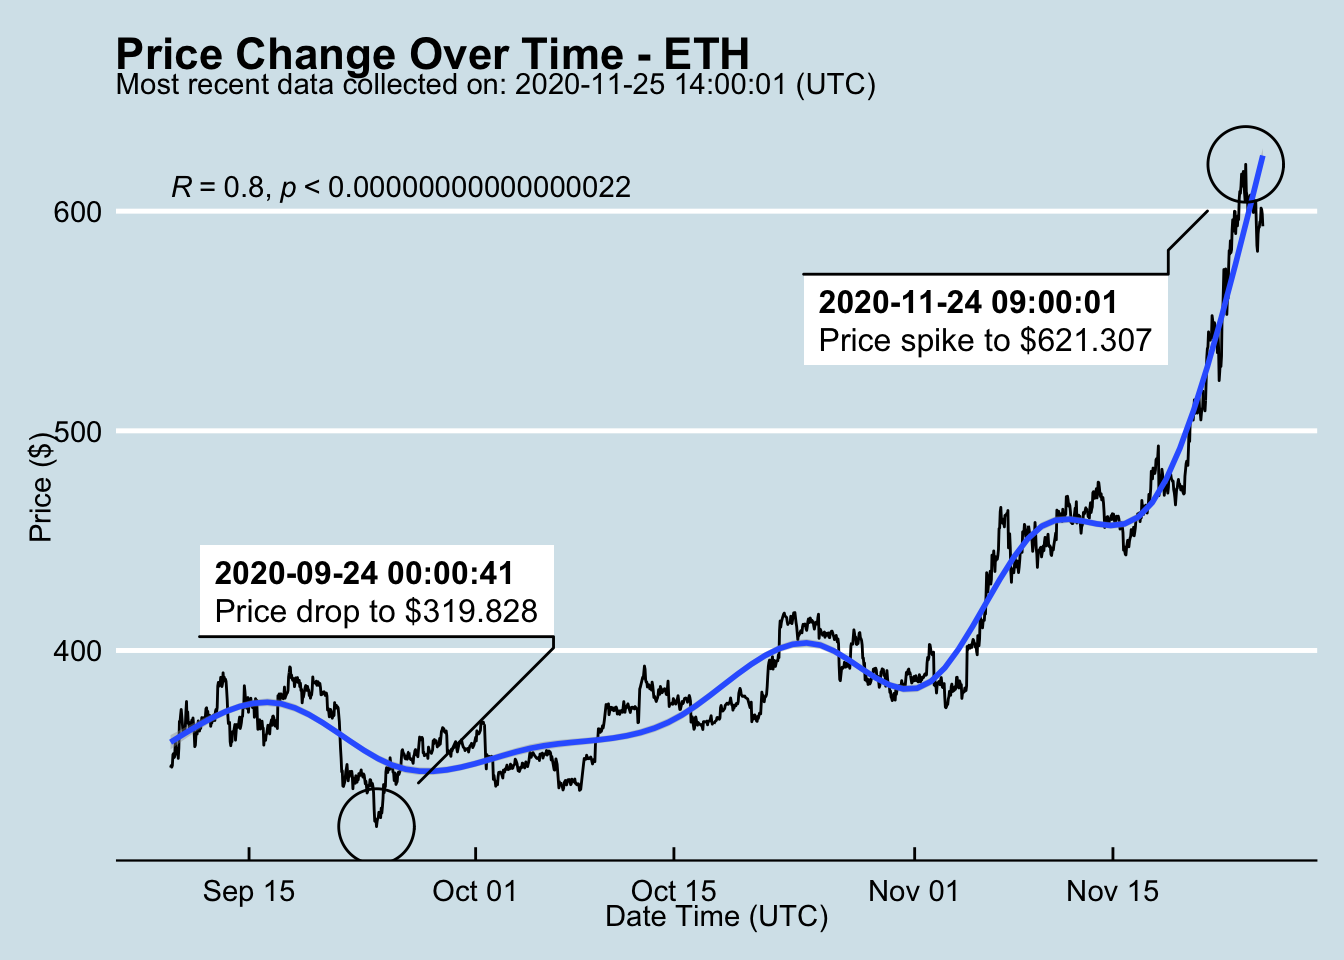 Price Change Over Time - ETH
Most recent data collected on: 2020-11-25 14:00:01 (UTC)
R = 0.8, p < 0.00000000000000022
600
2020-11-24 09:00:01
Price spike to $621.307
500
Price ($)
2020-09-24 00:00:41
Price drop to $319.828
400
Sep 15 Oct 01 Oct 15 Nov 01 Nov 15
Date Time (UTC)